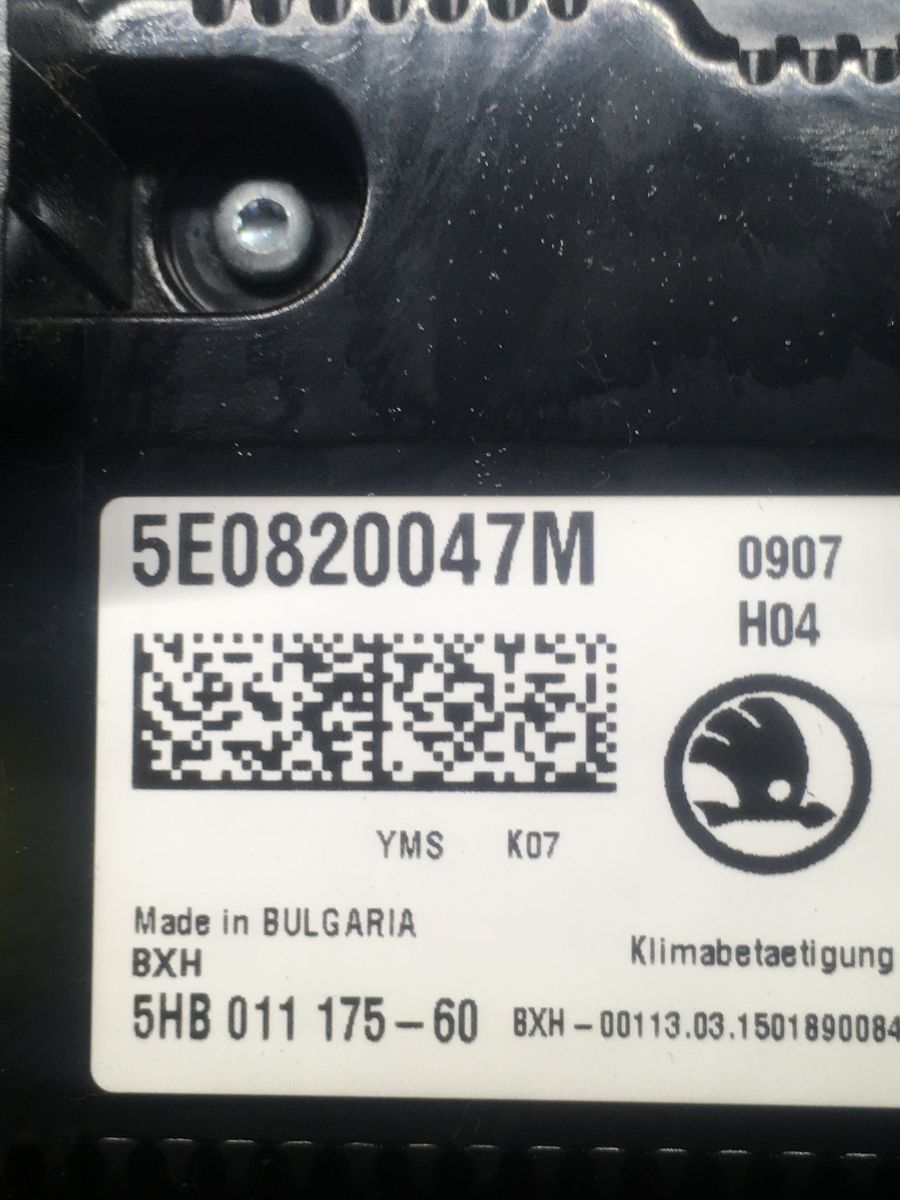 5E0820047M
0907
H04
YMS K07
Made in BULGARIA
BXH
Klimabetaetigung
5HB 011 175-60 BXH-00113.03.1501890084